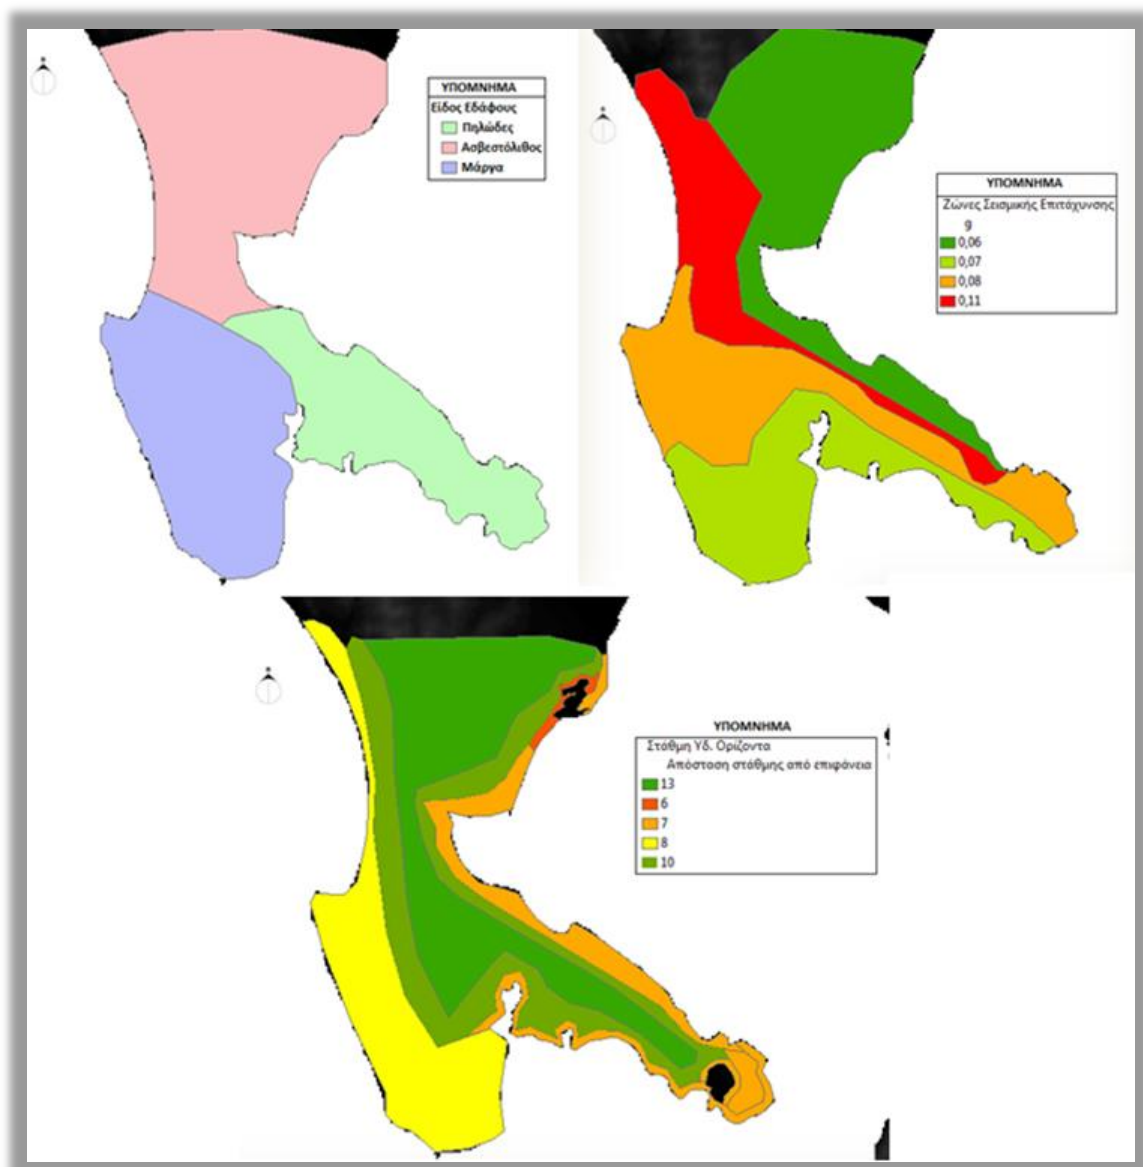 ΥΠΟΜΝΗΜΑ
Είδος Εδάφους
Πηλώδες
Ασβεστόλιθος
Μάργα
ΥΠΟΜΝΗΜΑ
Ζώνες Σεισμικής Επιτάχυνσης
g
0,06
0,07
0,08
0,11
ΥΠΟΜΝΗΜΑ
Στάθμη Υδ. Ορίζοντα
Απόσταση στάθμης από επιφάνεια
13
6
7
8
10